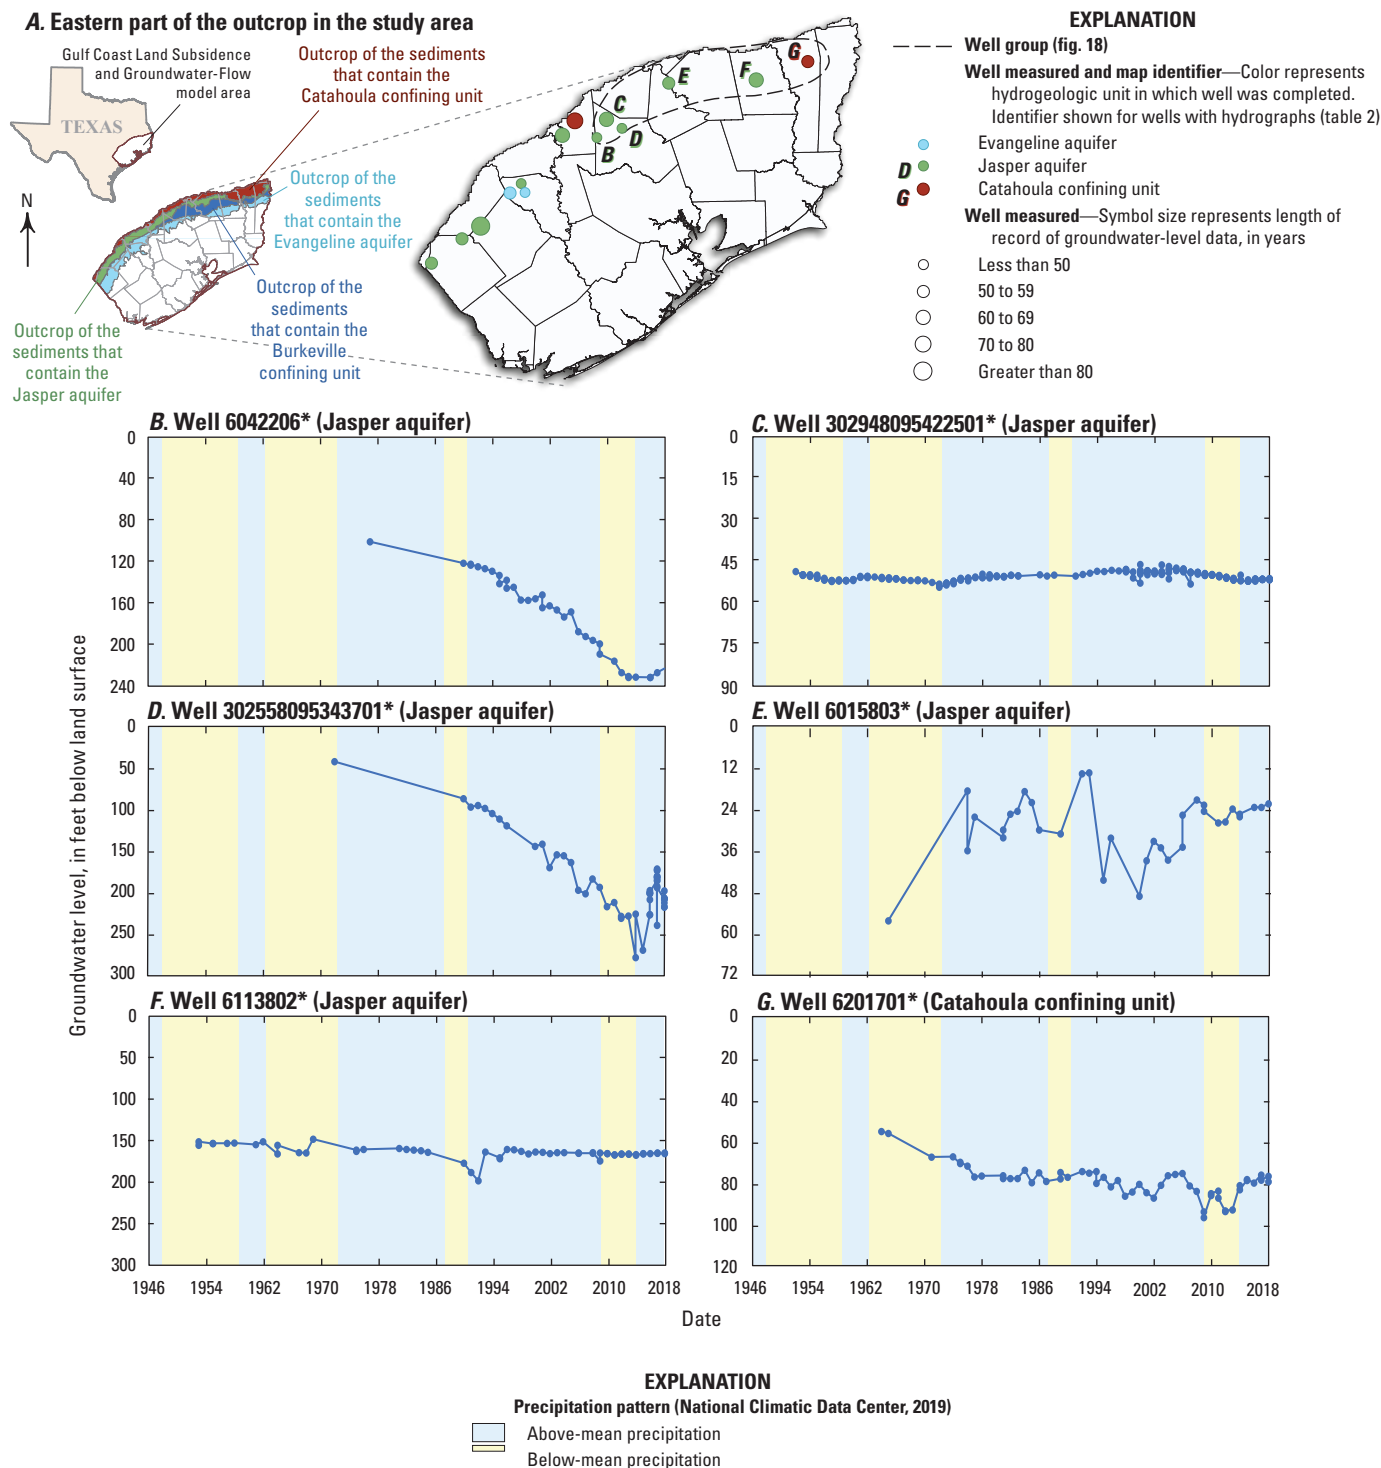 A. Eastern part of the outcrop in the study area
Gulf Coast Land Subsidence
and Groundwater-Flow
model area
TEXAS
N
Outcrop of the sediments
that contain the
Catahoula confining unit
Outcrop of the
sediments
that contain the
Evangeline aquifer
Outcrop of the
sediments
that contain the
Burkeville
confining unit
Outcrop of the
sediments that
contain the
Jasper aquifer
G
F
E
C
D
B
EXPLANATION
Well group (fig. 18)
Well measured and map identifier—Color represents
hydrogeologic unit in which well was completed.
Identifier shown for wells with hydrographs (table 2)
Evangeline aquifer
D Jasper aquifer
G Catahoula confining unit
Well measured—Symbol size represents length of
record of groundwater-level data, in years
Less than 50
50 to 59
60 to 69
70 to 80
Greater than 80
Groundwater level, in feet below land surface
B. Well 6042206* (Jasper aquifer)
0
40
80
120
160
200
240
C. Well 302948095422501* (Jasper aquifer)
0
15
30
45
60
75
90
D. Well 302558095343701* (Jasper aquifer)
0
50
100
150
200
250
300
E. Well 6015803* (Jasper aquifer)
0
12
24
36
48
60
72
F. Well 6113802* (Jasper aquifer)
0
50
100
150
200
250
300
1946 1954 1962 1970 1978 1986 1994 2002 2010 2018
G. Well 6201701* (Catahoula confining unit)
0
20
40
60
80
100
120
1946 1954 1962 1970 1978 1986 1994 2002 2010 2018
Date
EXPLANATION
Precipitation pattern (National Climatic Data Center, 2019)
Above-mean precipitation
Below-mean precipitation